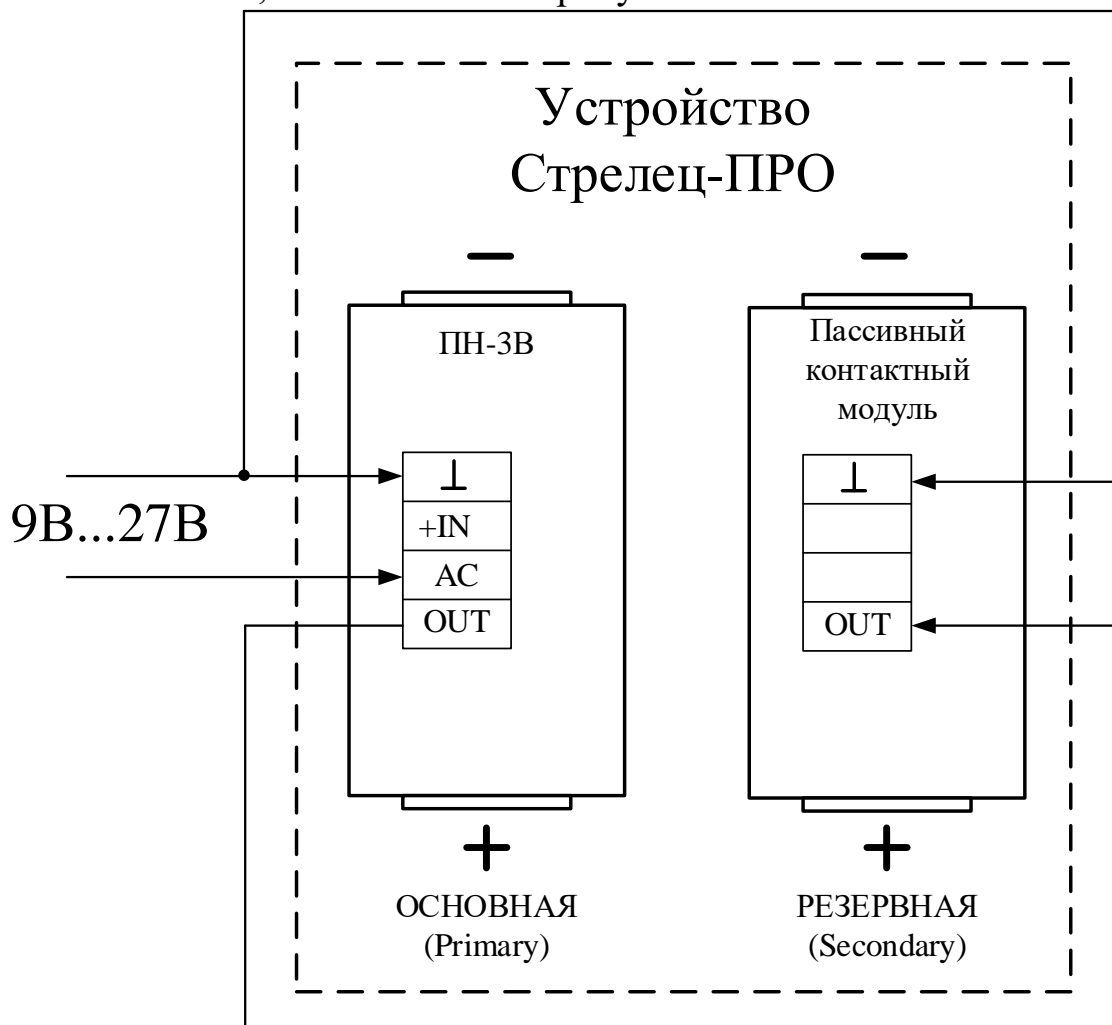 Устройство
Стрелец-ПРО
ПН-3В
⊥
+IN
AC
OUT
9В...27В
Пассивный
контактный
модуль
⊥
OUT
ОСНОВНАЯ
(Primary)
РЕЗЕРВНАЯ
(Secondary)